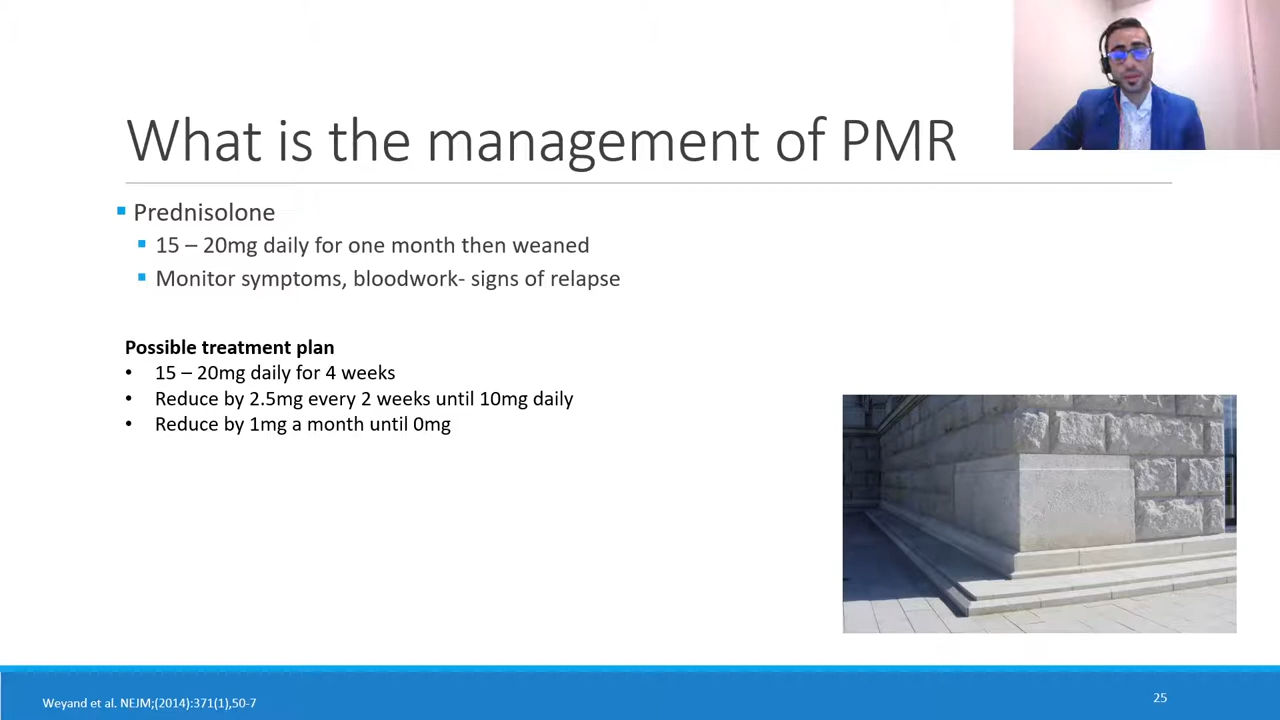 What is the management of PMR
▪ Prednisolone
▪ 15 – 20mg daily for one month then weaned
▪ Monitor symptoms, bloodwork- signs of relapse
Possible treatment plan
• 15 – 20mg daily for 4 weeks
• Reduce by 2.5mg every 2 weeks until 10mg daily
• Reduce by 1mg a month until 0mg
Weyand et al. NEJM;(2014):371(1),50-7
25